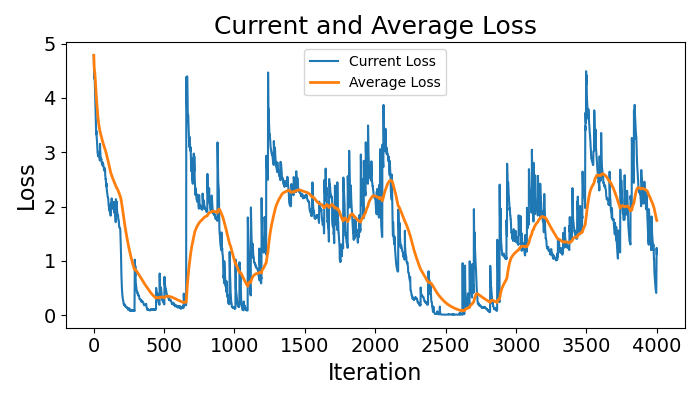 Current and Average Loss
Current Loss
Average Loss
Loss
5
4
3
2
1
0
0 500 1000 1500 2000 2500 3000 3500 4000
Iteration